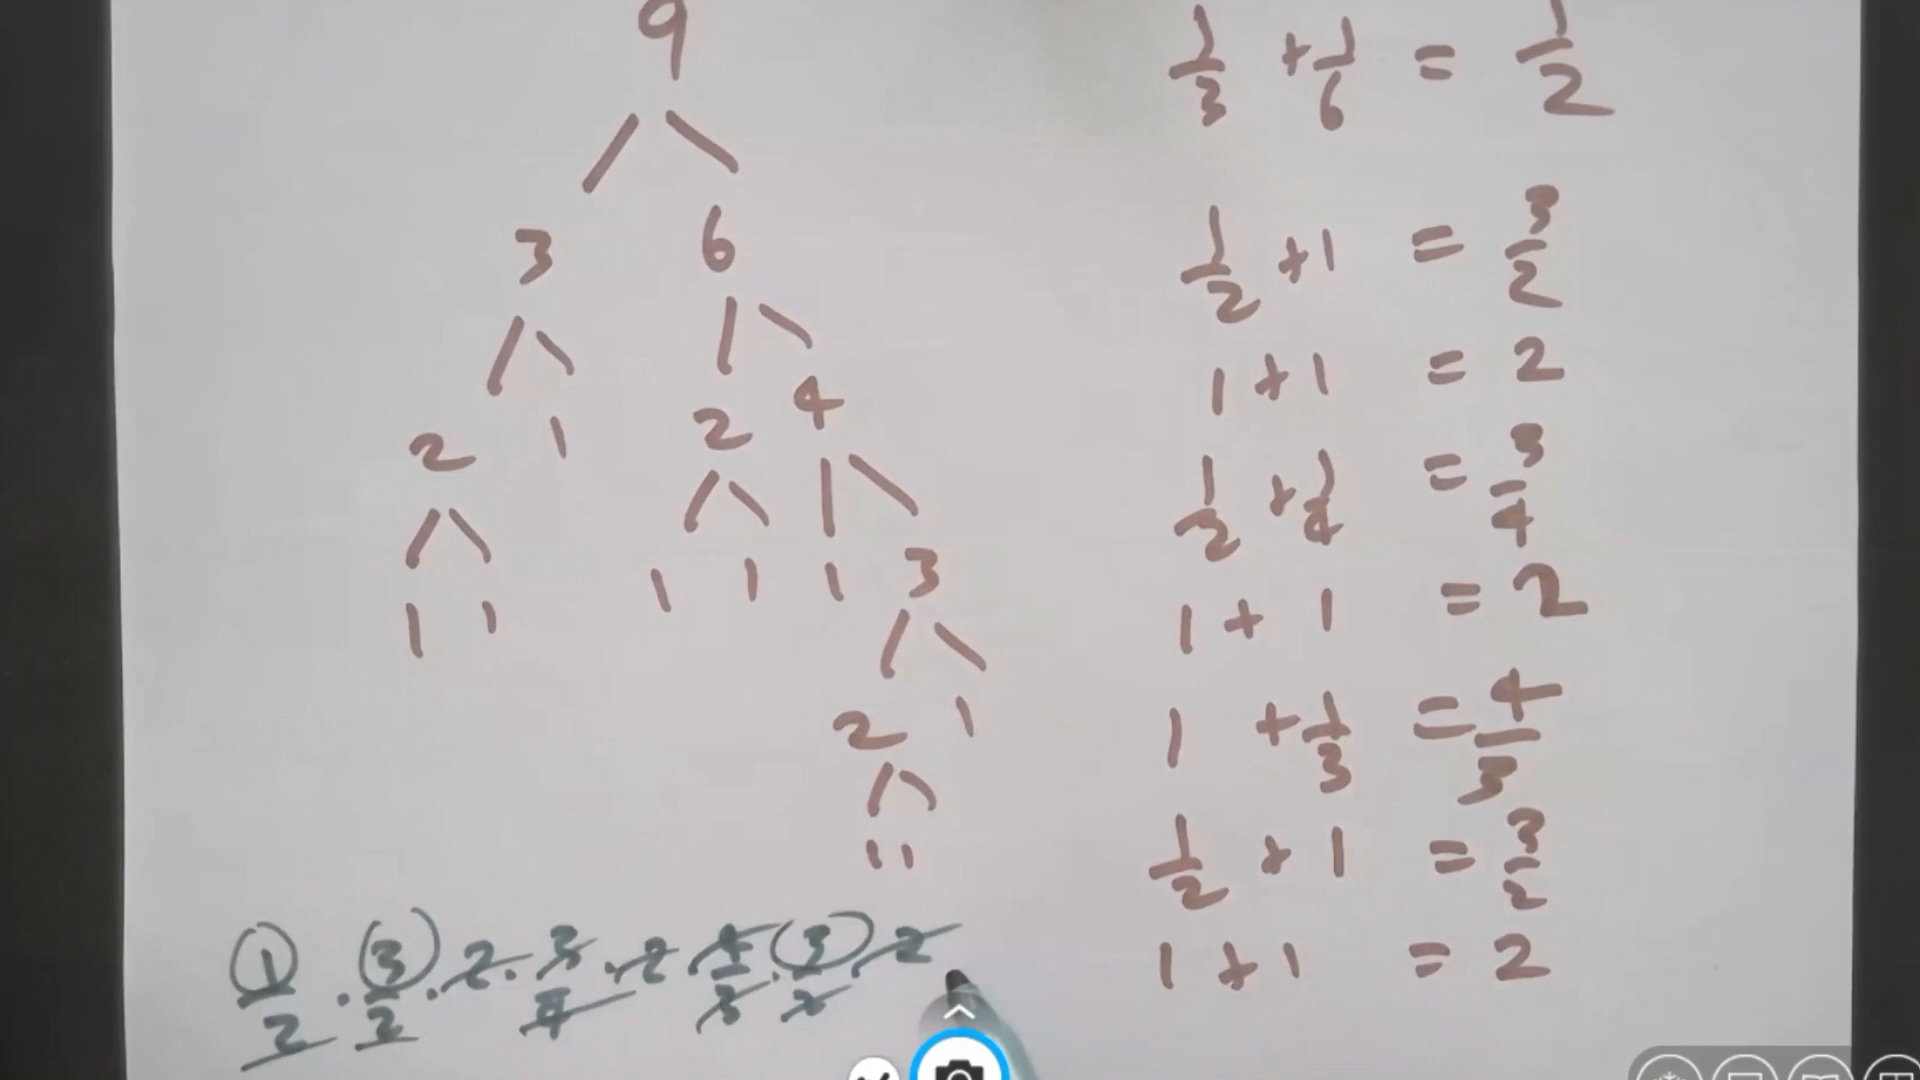 9
3 6
2 1 2 4
1 1 1 1 1 3
2 1
1 1
1/3 + 1/6 = 1/2
1/2 + 1 = 3/2
1 + 1 = 2
1/2 + 1/4 = 3/4
1 + 1 = 2
1 + 1/3 = 4/3
1/2 + 1 = 3/2
1 + 1 = 2
1/2 · 3/2 · 2 · 3/4 · 2 · 4/3 · 3/2 · 2